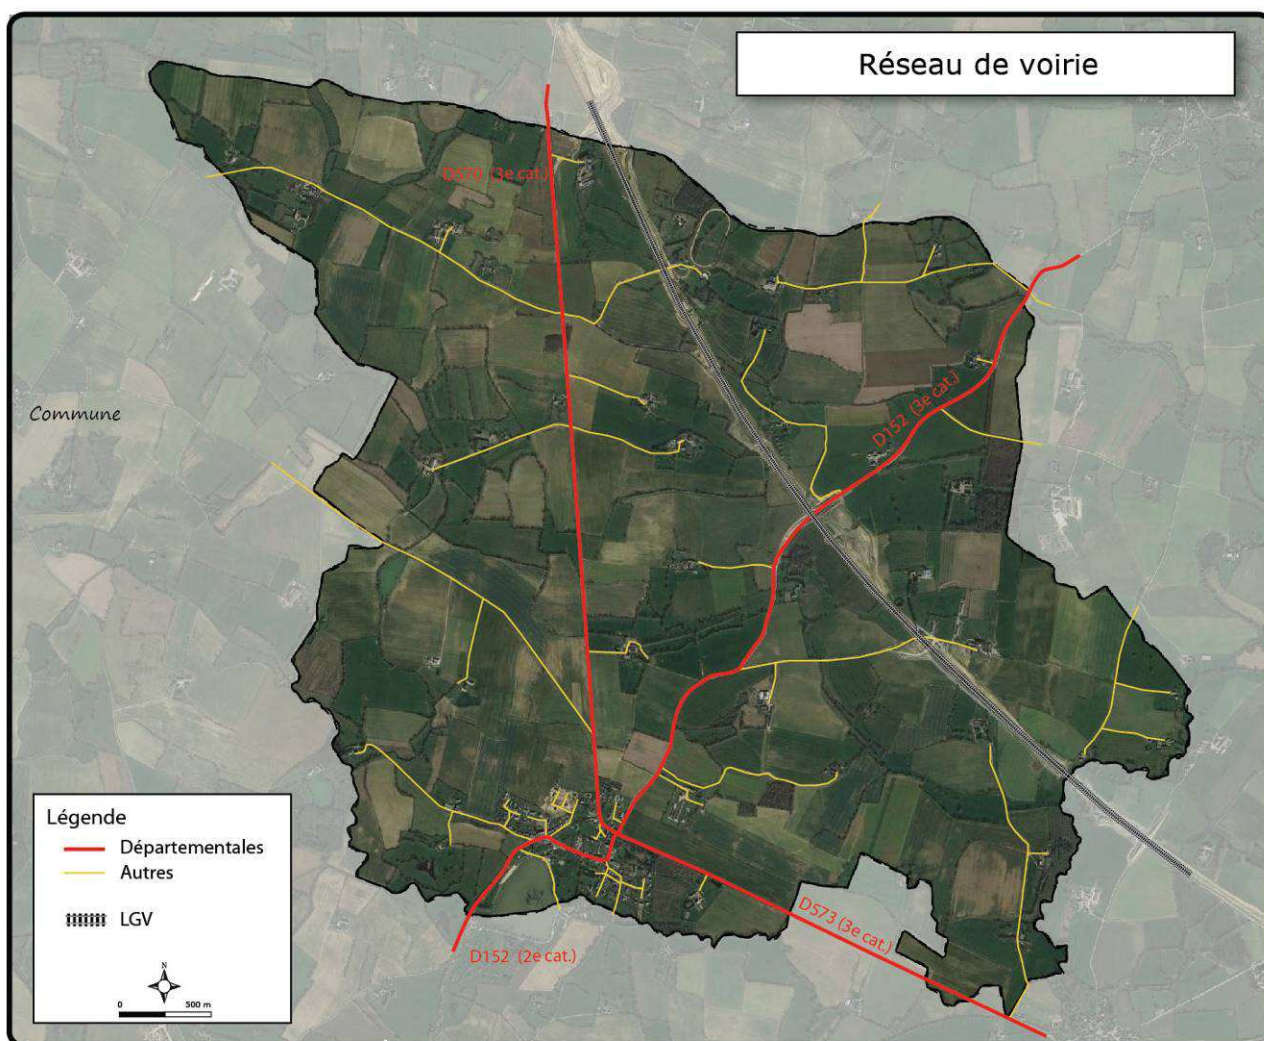 Réseau de voirie
D570 (3e cat.)
D152 (3e cat.)
Commune
Légende
Départementales
Autres
LGV
N
0 500 m
D573 (3e cat.)
D152 (2e cat.)